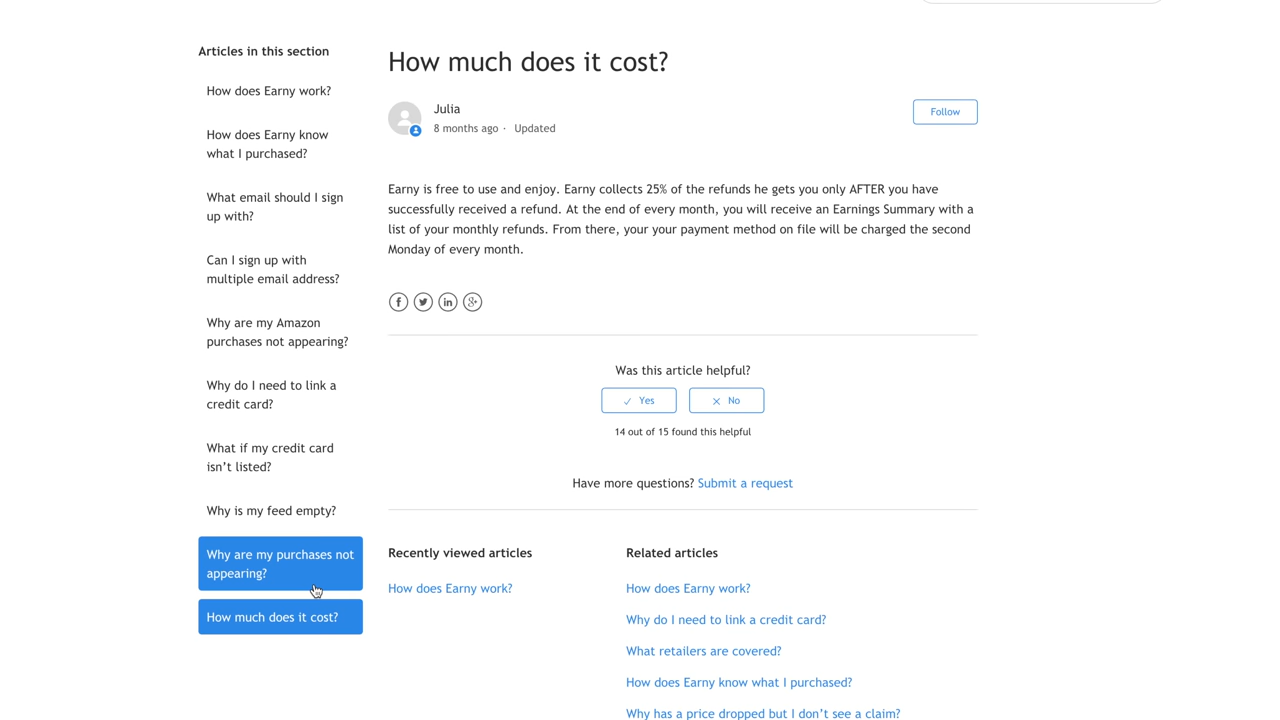 Articles in this section
How does Earny work?
How does Earny know
what I purchased?
What email should I sign
up with?
Can I sign up with
multiple email address?
Why are my Amazon
purchases not appearing?
Why do I need to link a
credit card?
What if my credit card
isn’t listed?
Why is my feed empty?
Why are my purchases not
appearing?
How much does it cost?
How much does it cost?
Julia
8 months ago · Updated
Follow
Earny is free to use and enjoy. Earny collects 25% of the refunds he gets you only AFTER you have
successfully received a refund. At the end of every month, you will receive an Earnings Summary with a
list of your monthly refunds. From there, your your payment method on file will be charged the second
Monday of every month.
Was this article helpful?
Yes
No
14 out of 15 found this helpful
Have more questions? Submit a request
Recently viewed articles
How does Earny work?
Related articles
How does Earny work?
Why do I need to link a credit card?
What retailers are covered?
How does Earny know what I purchased?
Why has a price dropped but I don’t see a claim?